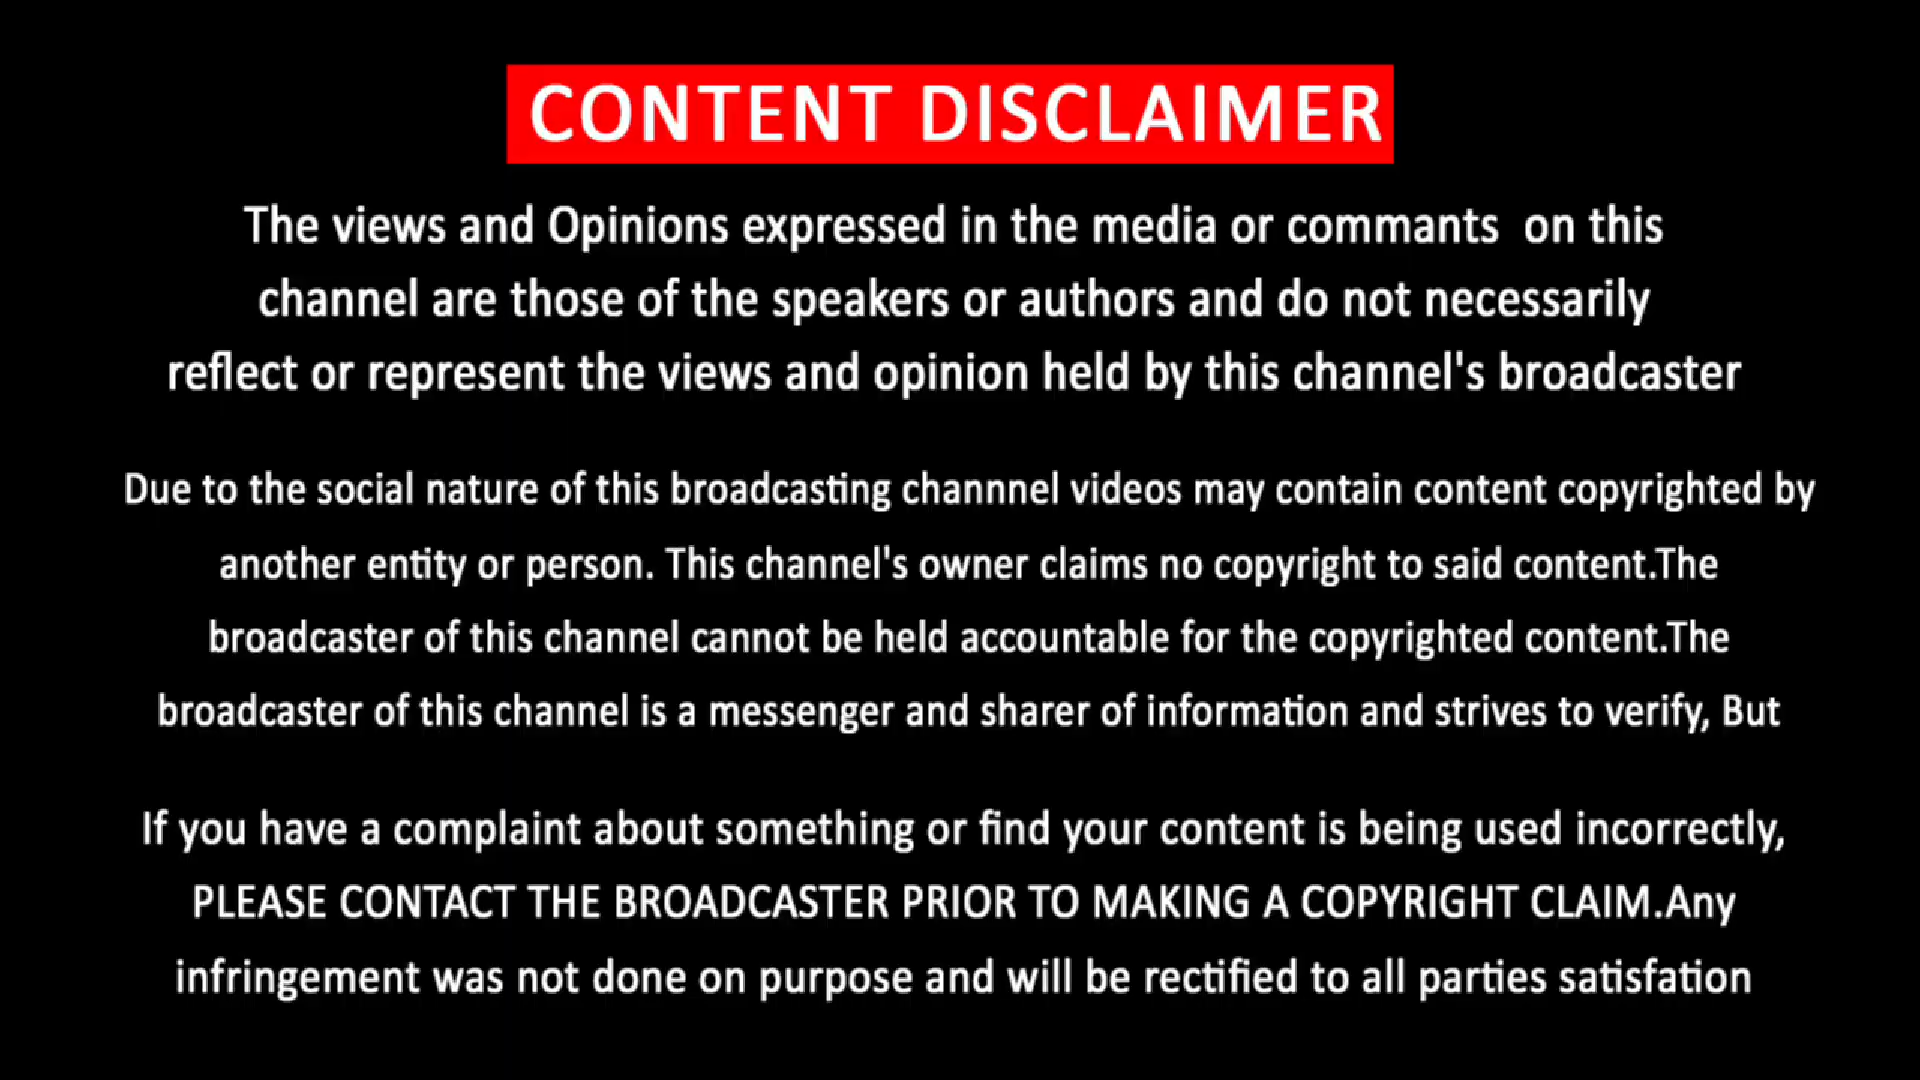 CONTENT DISCLAIMER
The views and Opinions expressed in the media or commants on this
channel are those of the speakers or authors and do not necessarily
reflect or represent the views and opinion held by this channel's broadcaster
Due to the social nature of this broadcasting channnel videos may contain content copyrighted by
another entity or person. This channel's owner claims no copyright to said content.The
broadcaster of this channel cannot be held accountable for the copyrighted content.The
broadcaster of this channel is a messenger and sharer of information and strives to verify, But
If you have a complaint about something or find your content is being used incorrectly,
PLEASE CONTACT THE BROADCASTER PRIOR TO MAKING A COPYRIGHT CLAIM.Any
infringement was not done on purpose and will be rectified to all parties satisfation